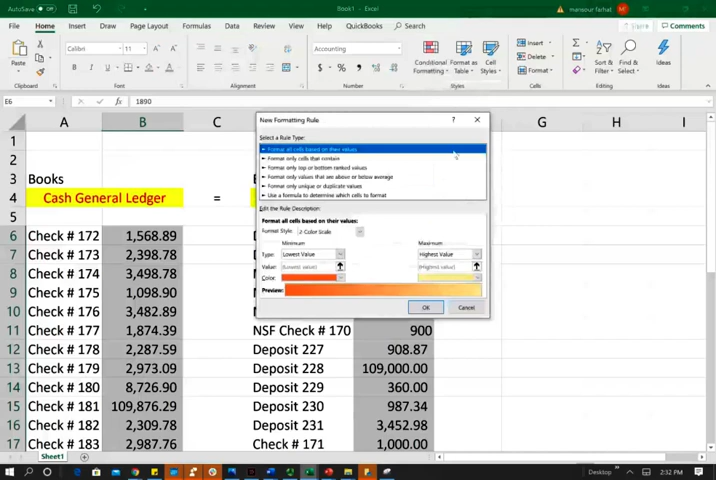 AutoSave Off
Book1 - Excel
mansour farhat
MF
File Home Insert Draw Page Layout Formulas Data Review View Help QuickBooks Search
Share Comments
Paste
Calibri 11
Accounting
Conditional Formatting
Format as Table
Cell Styles
Insert
Delete
Format
Sort & Filter
Find & Select
Ideas
Clipboard Font Alignment Number Styles Cells Editing Ideas
E6
fx 1890
A B C G H I
1
2
3 Books
4 Cash General Ledger =
5
6 Check # 172 1,568.89
7 Check # 173 2,398.78
8 Check # 174 3,498.78
9 Check # 175 1,098.90
10 Check # 176 3,482.89
11 Check # 177 1,874.39 NSF Check # 170 900
12 Check # 178 2,287.59 Deposit 227 908.87
13 Check # 179 2,973.09 Deposit 228 109,000.00
14 Check # 180 8,726.90 Deposit 229 360.00
15 Check # 181 109,876.29 Deposit 230 987.34
16 Check # 182 2,309.78 Deposit 231 3,452.98
17 Check # 183 2,987.76 Check # 171 1,000.00
New Formatting Rule
? ×
Select a Rule Type:
► Format all cells based on their values
► Format only cells that contain
► Format only top or bottom ranked values
► Format only values that are above or below average
► Format only unique or duplicate values
► Use a formula to determine which cells to format
Edit the Rule Description:
Format all cells based on their values:
Format Style: 2-Color Scale
Minimum Maximum
Type: Lowest Value Highest Value
Value: (Lowest value) (Highest value)
Color:
Preview:
OK Cancel
Sheet1
Desktop
2:32 PM